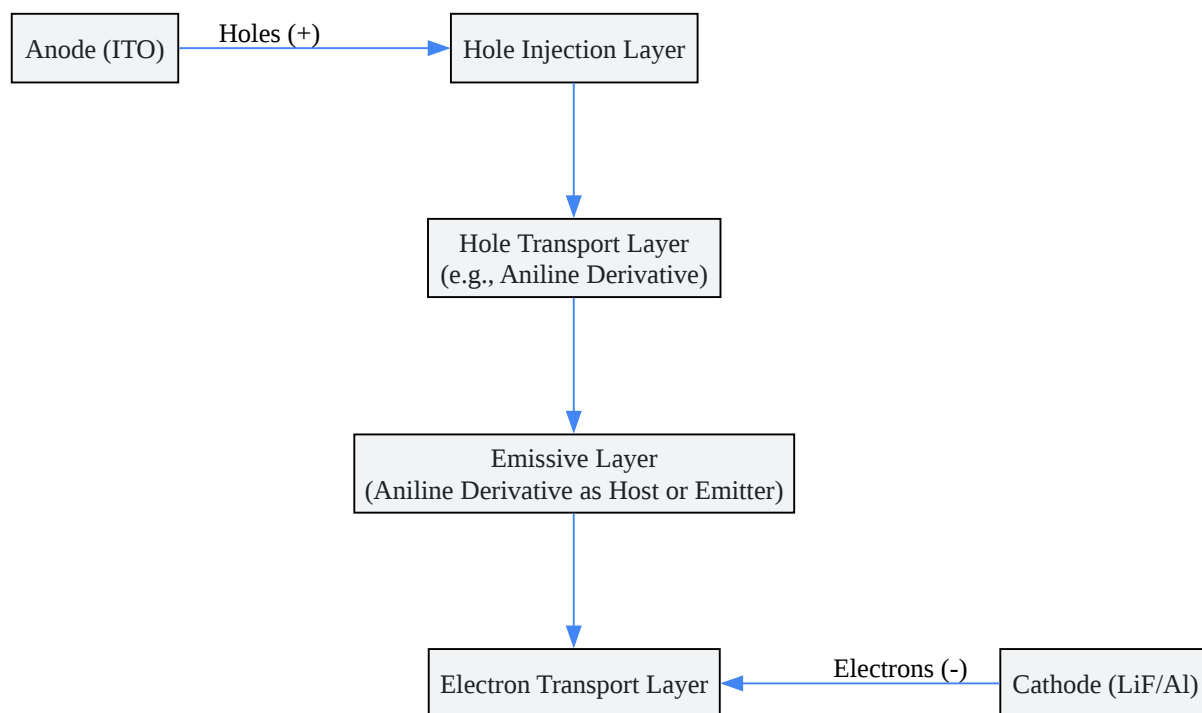 Anode (ITO)
Holes (+)
Hole Injection Layer
Hole Transport Layer
(e.g., Aniline Derivative)
Emissive Layer
(Aniline Derivative as Host or Emitter)
Electron Transport Layer
Electrons (-)
Cathode (LiF/Al)